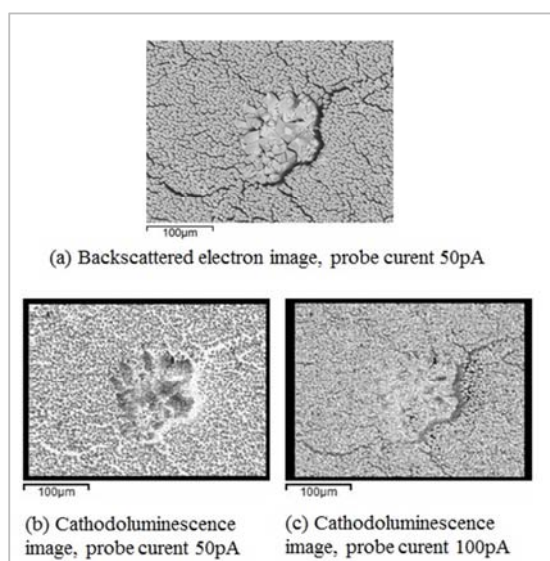 100μm
(a) Backscattered electron image, probe curent 50pA
100μm
100μm
(b) Cathodoluminescence
image, probe curent 50pA
(c) Cathodoluminescence
image, probe curent 100pA